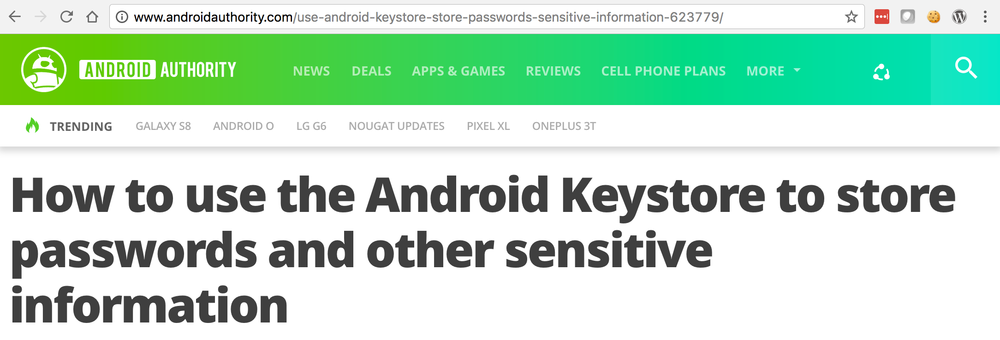 www.androidauthority.com/use-android-keystore-store-passwords-sensitive-information-623779/
ANDROID AUTHORITY NEWS DEALS APPS & GAMES REVIEWS CELL PHONE PLANS MORE
TRENDING GALAXY S8 ANDROID O LG G6 NOUGAT UPDATES PIXEL XL ONEPLUS 3T
How to use the Android Keystore to store
passwords and other sensitive
information